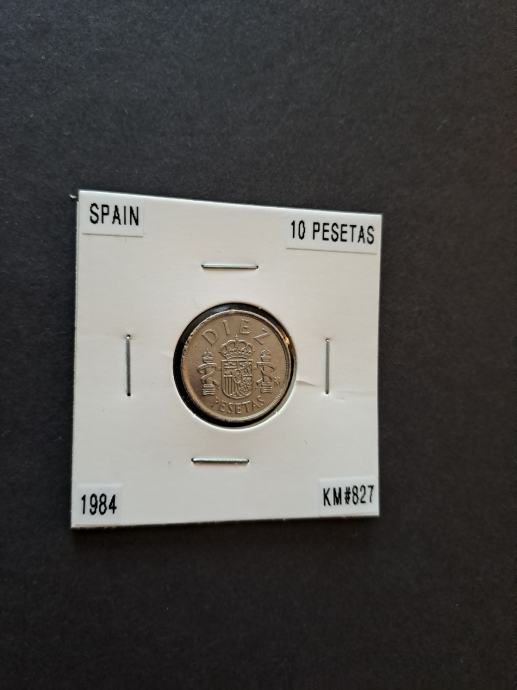 SPAIN
10 PESETAS
DIEZ
PESETAS
1984
KM#827